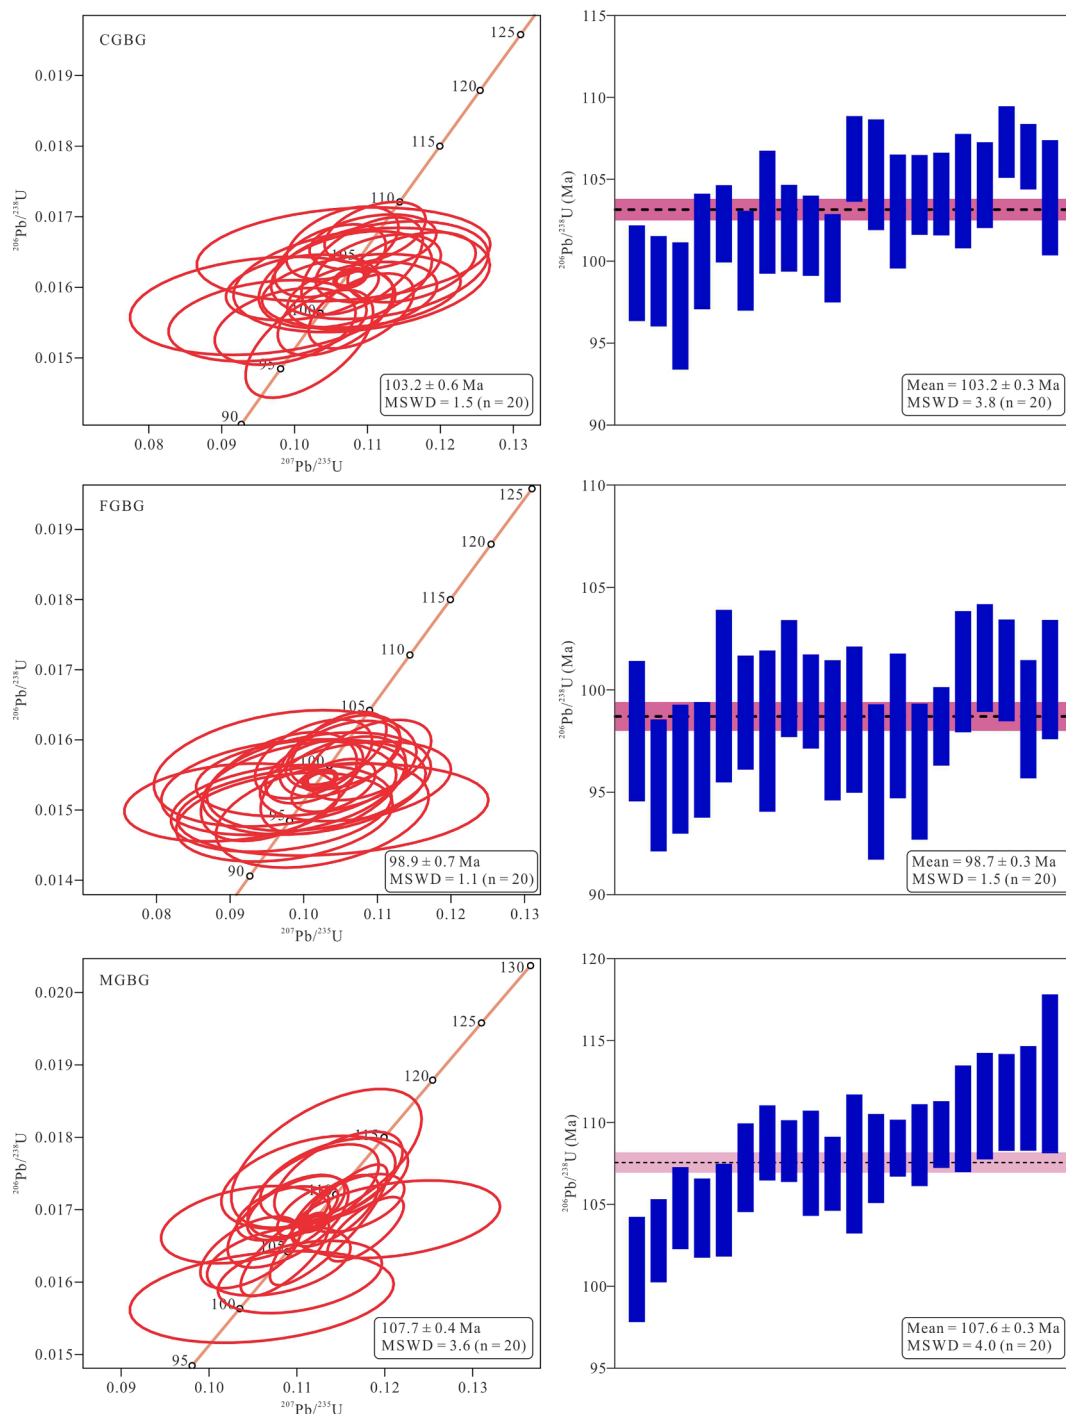 CGBG
125
120
115
110
105
100
95
90
0.019
0.018
0.017
0.016
0.015
²⁰⁶Pb/²³⁸U
103.2 ± 0.6 Ma
MSWD = 1.5 (n = 20)
0.08 0.09 0.10 0.11 0.12 0.13
²⁰⁷Pb/²³⁵U
115
110
105
100
95
90
²⁰⁶Pb/²³⁸U (Ma)
Mean = 103.2 ± 0.3 Ma
MSWD = 3.8 (n = 20)
FGBG
125
120
115
110
105
100
95
90
0.019
0.018
0.017
0.016
0.015
0.014
²⁰⁶Pb/²³⁸U
98.9 ± 0.7 Ma
MSWD = 1.1 (n = 20)
0.08 0.09 0.10 0.11 0.12 0.13
²⁰⁷Pb/²³⁵U
110
105
100
95
90
²⁰⁶Pb/²³⁸U (Ma)
Mean = 98.7 ± 0.3 Ma
MSWD = 1.5 (n = 20)
MGBG
130
125
120
115
110
105
100
95
0.020
0.019
0.018
0.017
0.016
0.015
²⁰⁶Pb/²³⁸U
107.7 ± 0.4 Ma
MSWD = 3.6 (n = 20)
0.09 0.10 0.11 0.12 0.13
²⁰⁷Pb/²³⁵U
120
115
110
105
100
95
²⁰⁶Pb/²³⁸U (Ma)
Mean = 107.6 ± 0.3 Ma
MSWD = 4.0 (n = 20)